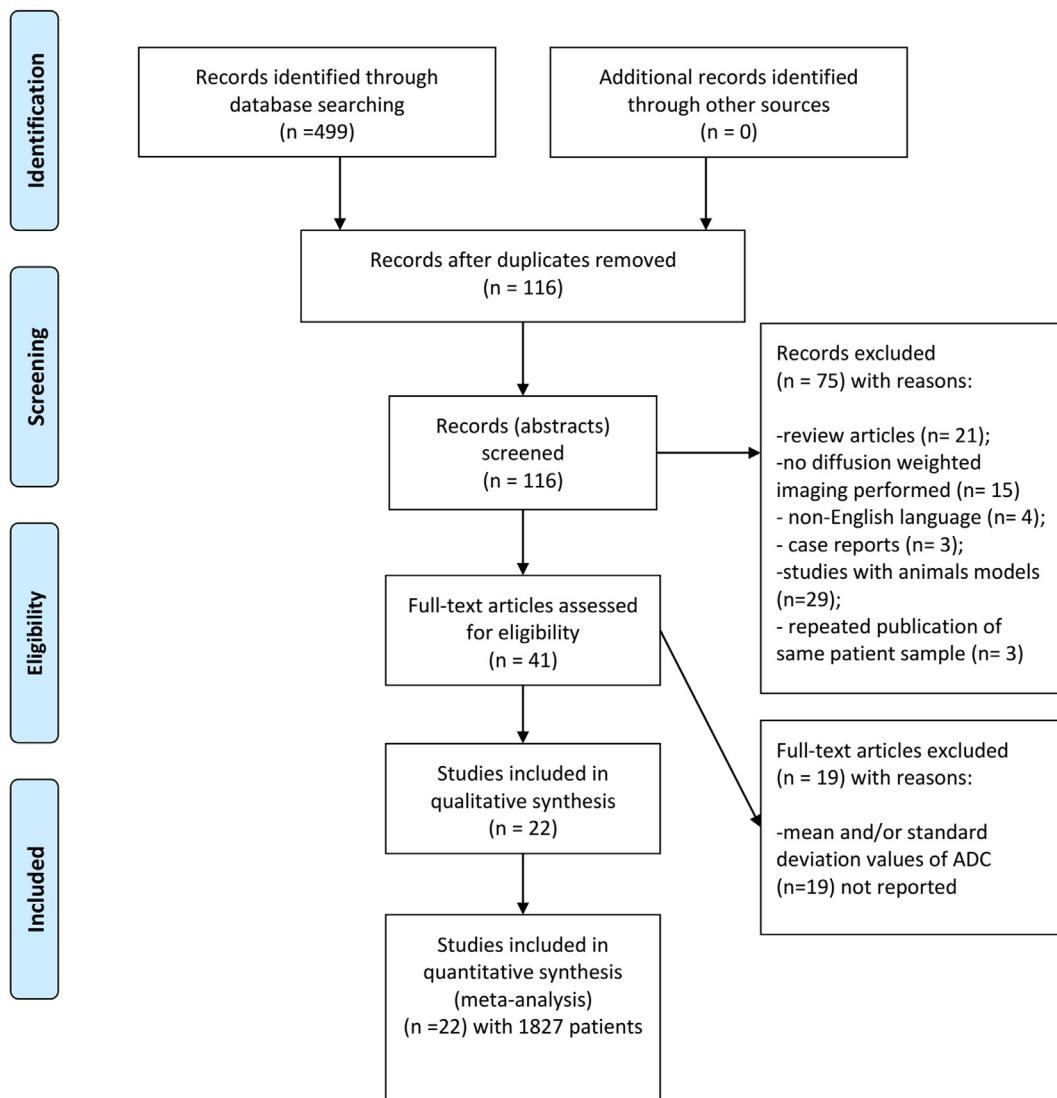 Identification
Records identified through
database searching
(n =499)
Additional records identified
through other sources
(n = 0)
Records after duplicates removed
(n = 116)
Screening
Records (abstracts)
screened
(n = 116)
Records excluded
(n = 75) with reasons:
-review articles (n= 21);
-no diffusion weighted
imaging performed (n= 15)
- non-English language (n= 4);
- case reports (n= 3);
-studies with animals models
(n=29);
- repeated publication of
same patient sample (n= 3)
Eligibility
Full-text articles assessed
for eligibility
(n = 41)
Full-text articles excluded
(n = 19) with reasons:
-mean and/or standard
deviation values of ADC
(n=19) not reported
Studies included in
qualitative synthesis
(n = 22)
Included
Studies included in
quantitative synthesis
(meta-analysis)
(n =22) with 1827 patients